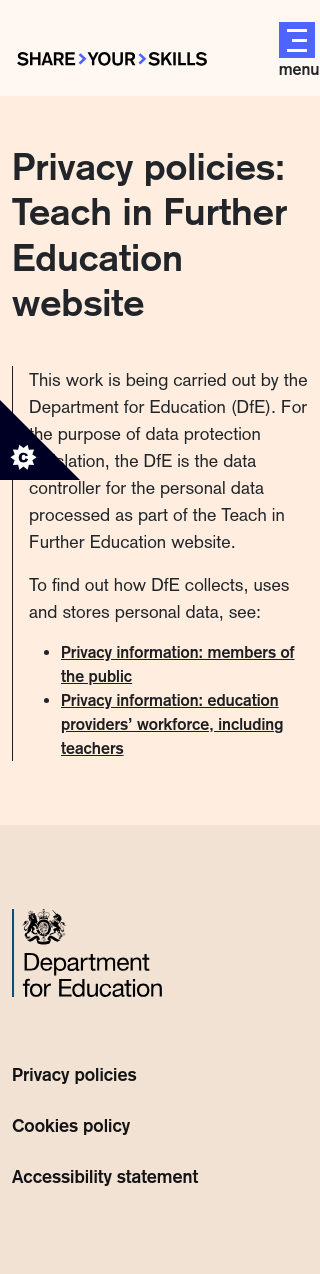 SHARE YOUR SKILLS
menu
Privacy policies:
Teach in Further
Education
website
This work is being carried out by the
Department for Education (DfE). For
the purpose of data protection
the DfE is the data
controller for the personal data
processed as part of the Teach in
Further Education website.
To find out how DfE collects, uses
and stores personal data, see:
Privacy information: members of
the public
Privacy information: education
providers’ workforce, including
teachers
Department
for Education
Privacy policies
Cookies policy
Accessibility statement